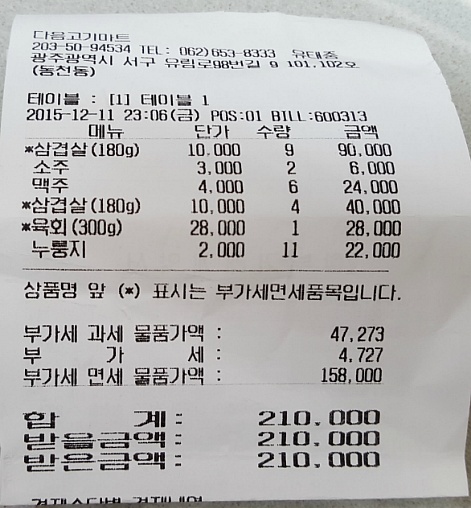 다음고기마트
203-50-94534 TEL: 062)653-8333 유태종
광주광역시 서구 유림로98번길 9 101,102호
(동천동)
테이블 : [1] 테이블 1
2015-12-11 23:06(금) POS:01 BILL:600313
메뉴 단가 수량 금액
*삼겹살(180g) 10,000 9 90,000
소주 3,000 2 6,000
맥주 4,000 6 24,000
*삼겹살(180g) 10,000 4 40,000
*육회(300g) 28,000 1 28,000
누룽지 2,000 11 22,000
상품명 앞 (*) 표시는 부가세면세품목입니다.
부가세 과세 물품가액 : 47,273
부 가 세 : 4,727
부가세 면세 물품가액 : 158,000
합 계 : 210,000
받을금액 : 210,000
받은금액 : 210,000